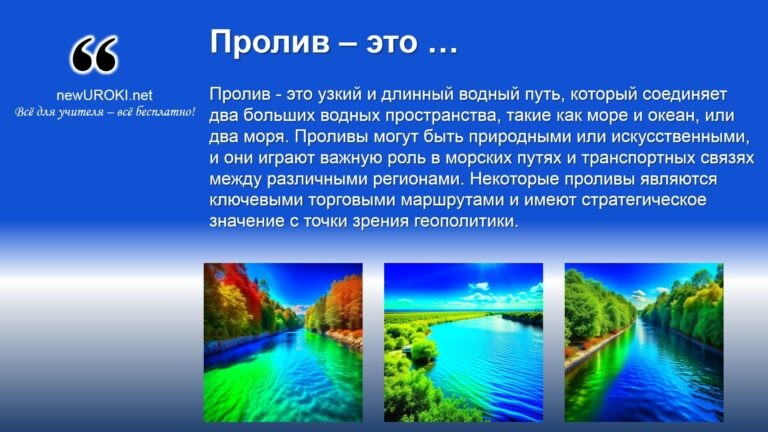 Пролив – это ...
newUROKI.net
Всё для учителя – всё бесплатно!
Пролив - это узкий и длинный водный путь, который соединяет
два больших водных пространства, такие как море и океан, или
два моря. Проливы могут быть природными или искусственными,
и они играют важную роль в морских путях и транспортных связях
между различными регионами. Некоторые проливы являются
ключевыми торговыми маршрутами и имеют стратегическое
значение с точки зрения геополитики.